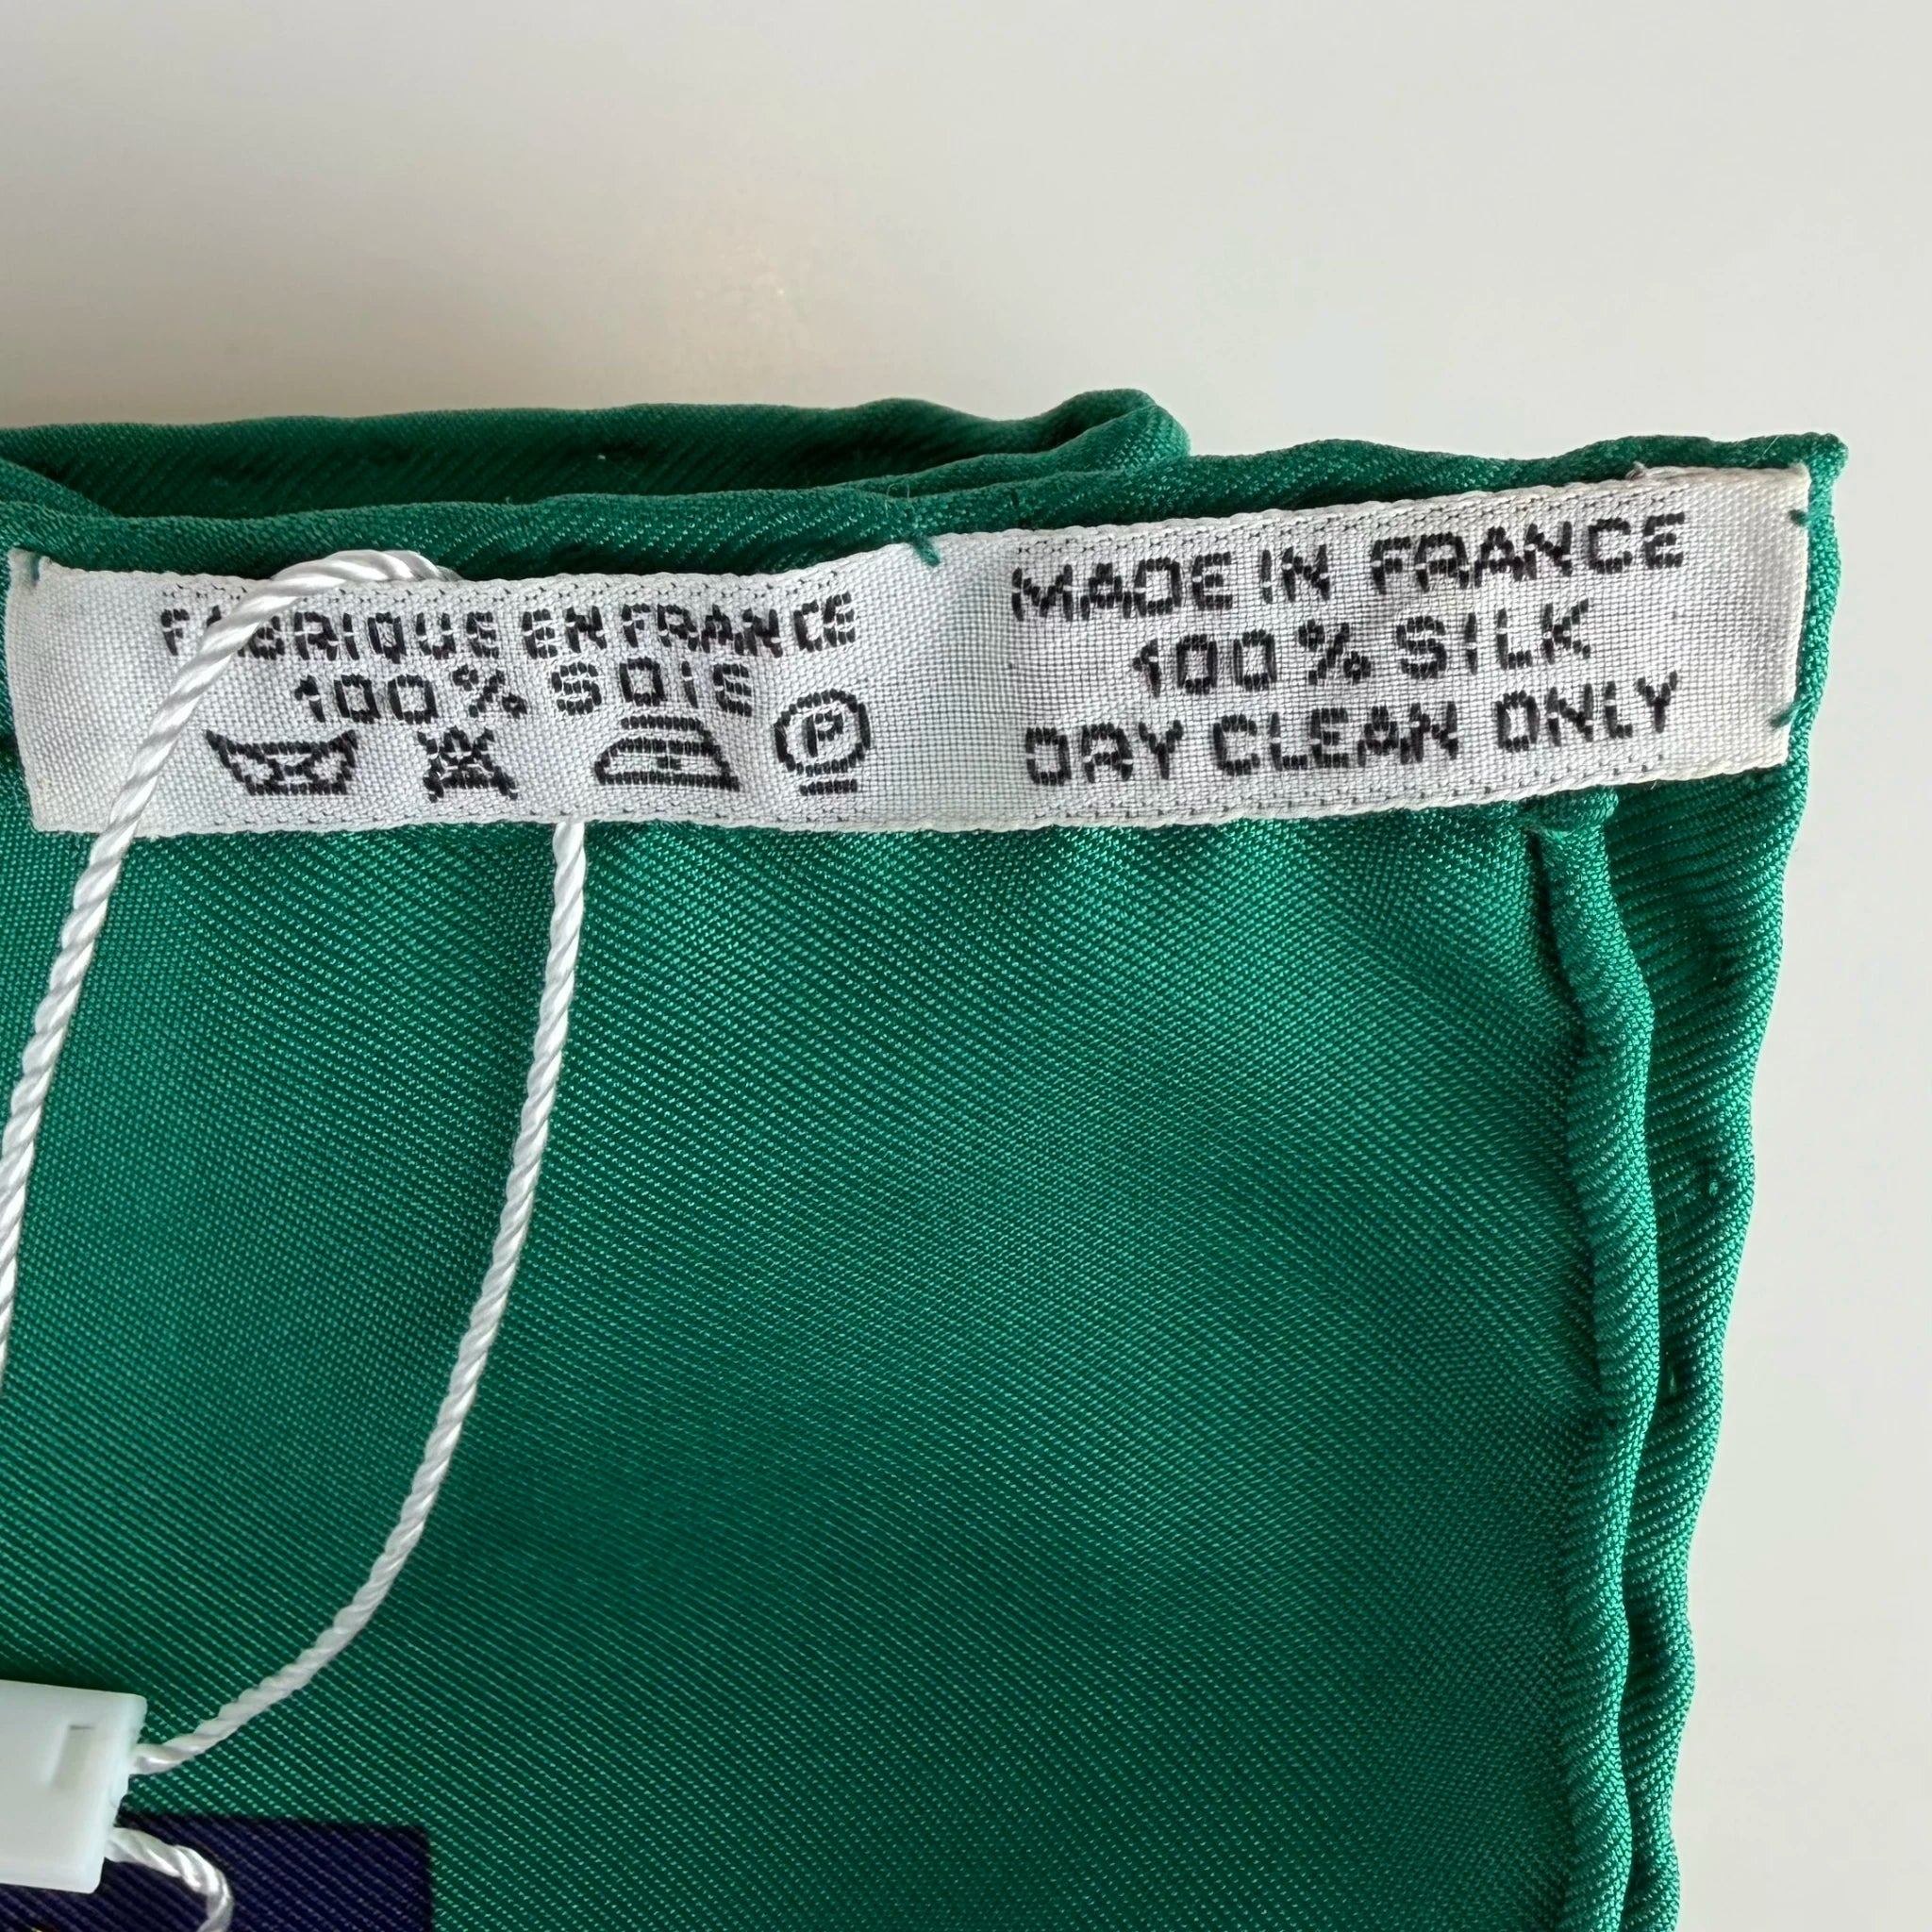 FABRIQUE EN FRANCE
100% SOIE
P
MADE IN FRANCE
100% SILK
DRY CLEAN ONLY